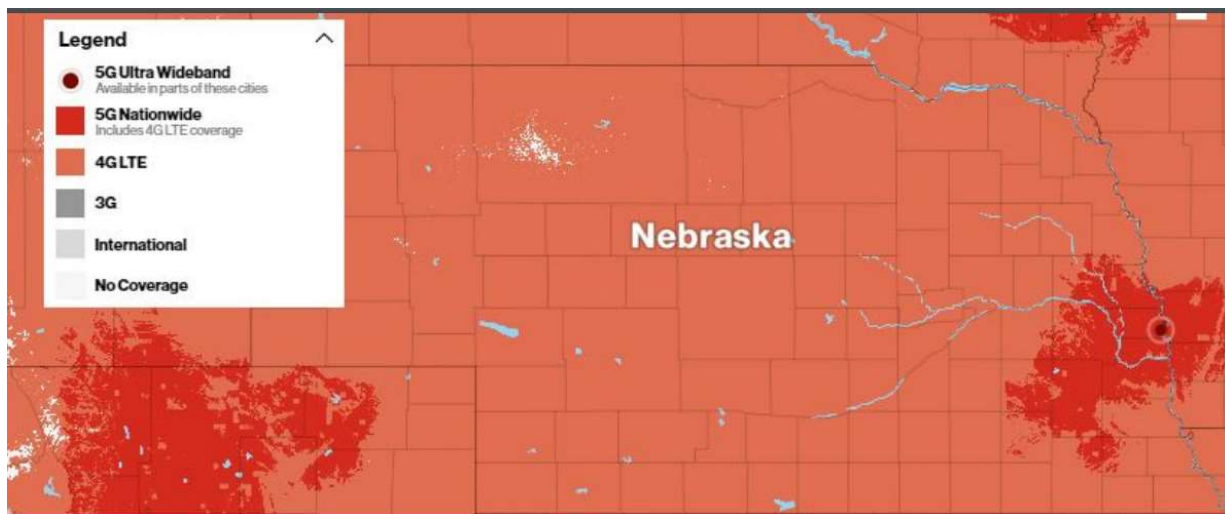 Legend
5G Ultra Wideband
Available in parts of these cities
5G Nationwide
Includes 4G LTE coverage
4G LTE
3G
International
No Coverage
Nebraska